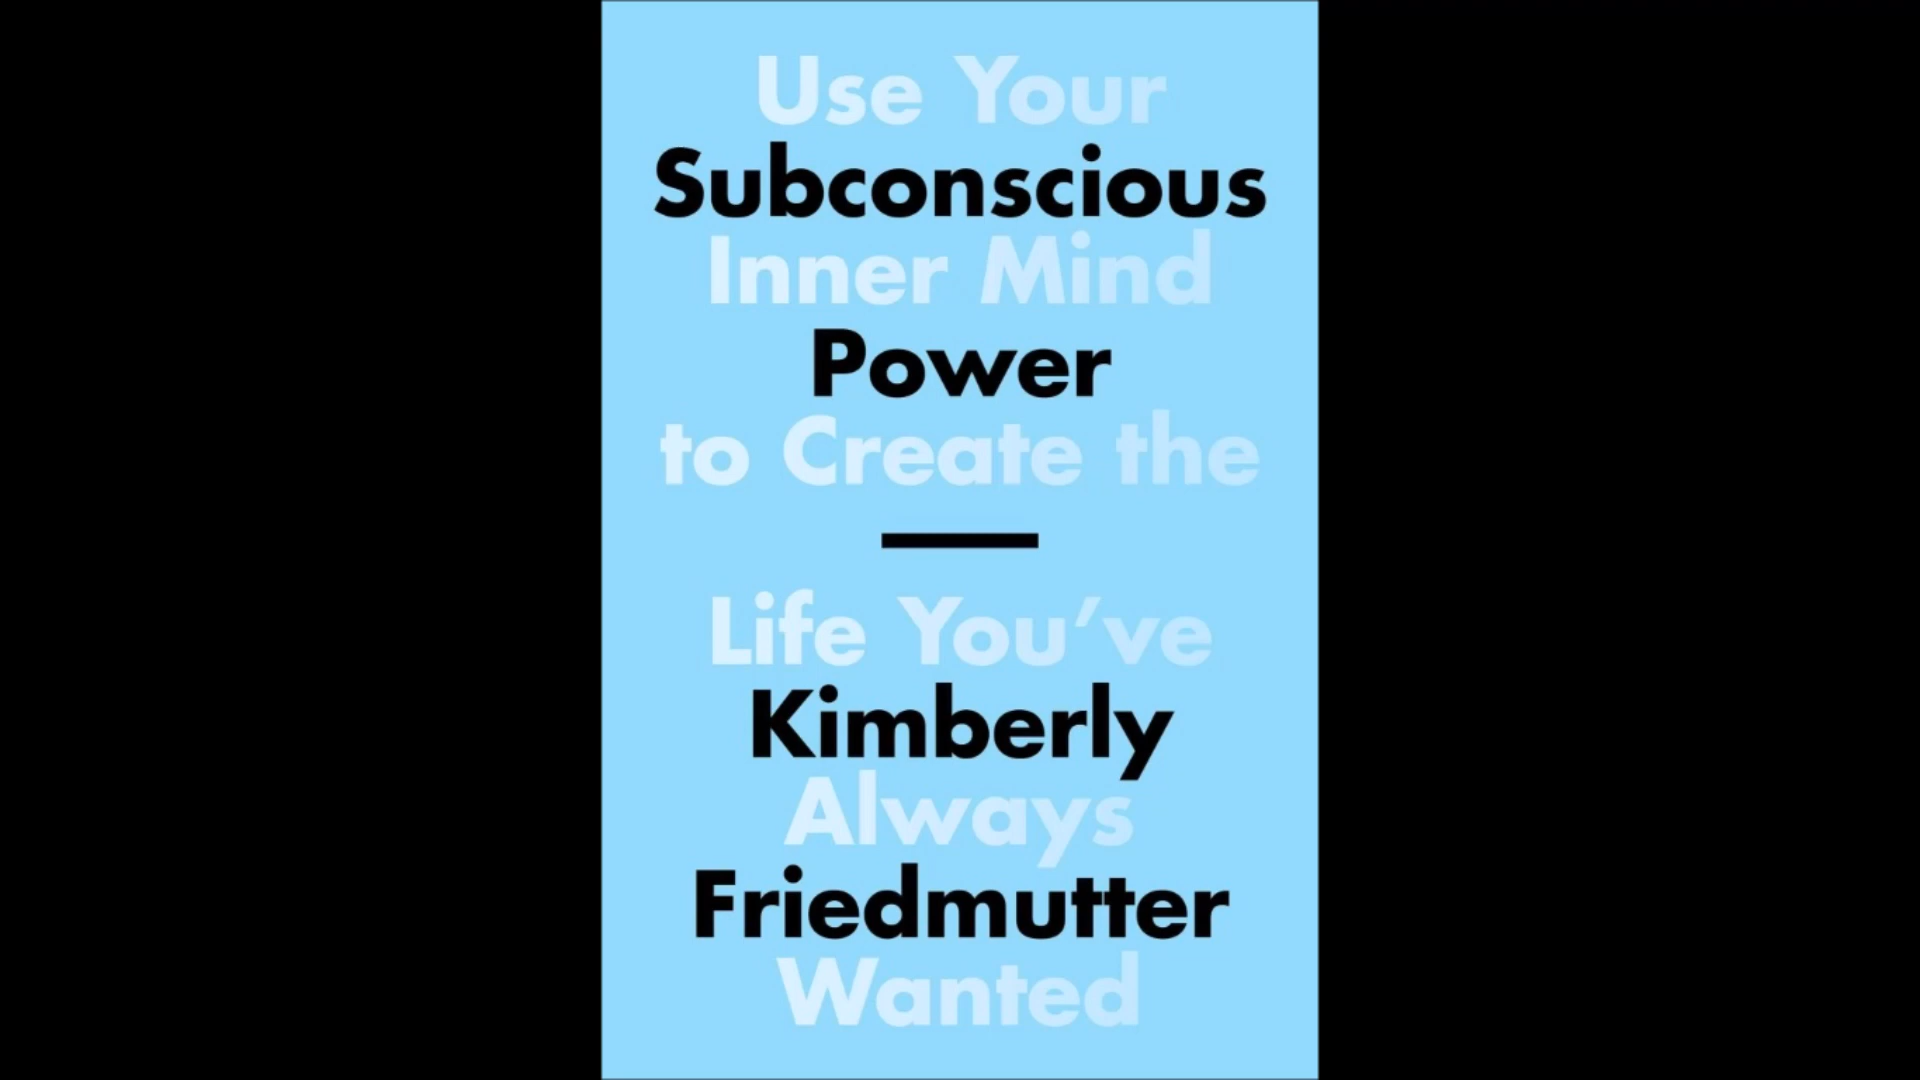 Use Your
Subconscious
Inner Mind
Power
to Create the
Life You've
Kimberly
Always
Friedmutter
Wanted